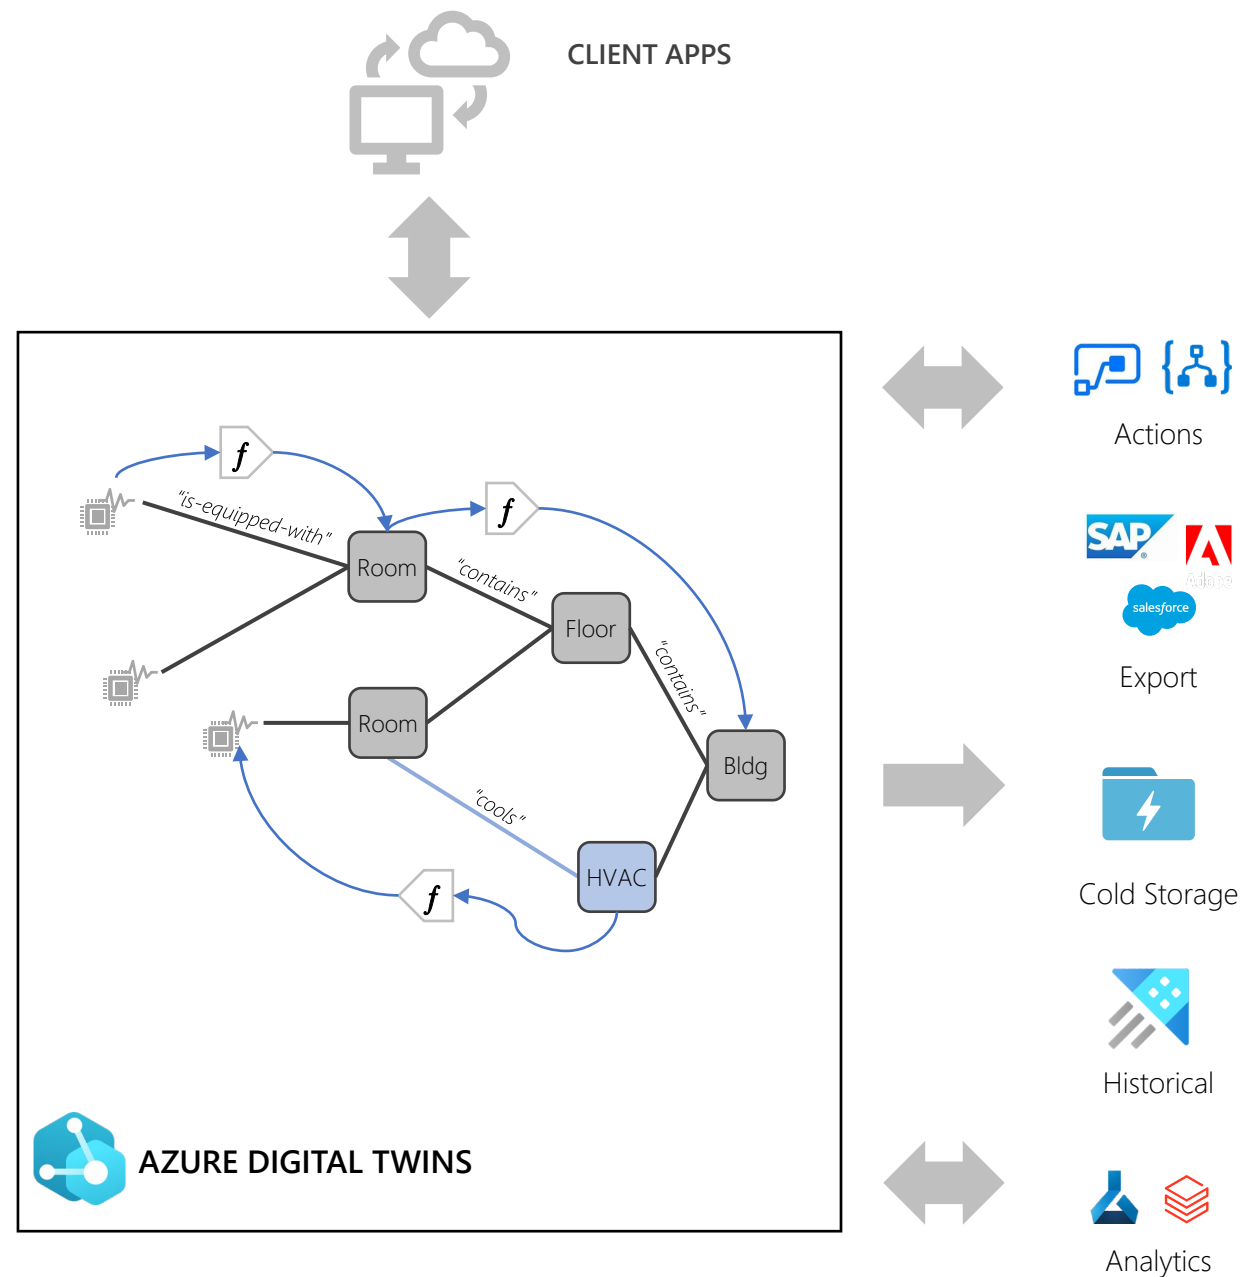 CLIENT APPS
Actions
f
"is-equipped-with"
f
SAP
Adobe
Room
"contains"
salesforce
Floor
"contains"
Export
Room
Bldg
"cools"
HVAC
f
Cold Storage
Historical
AZURE DIGITAL TWINS
Analytics